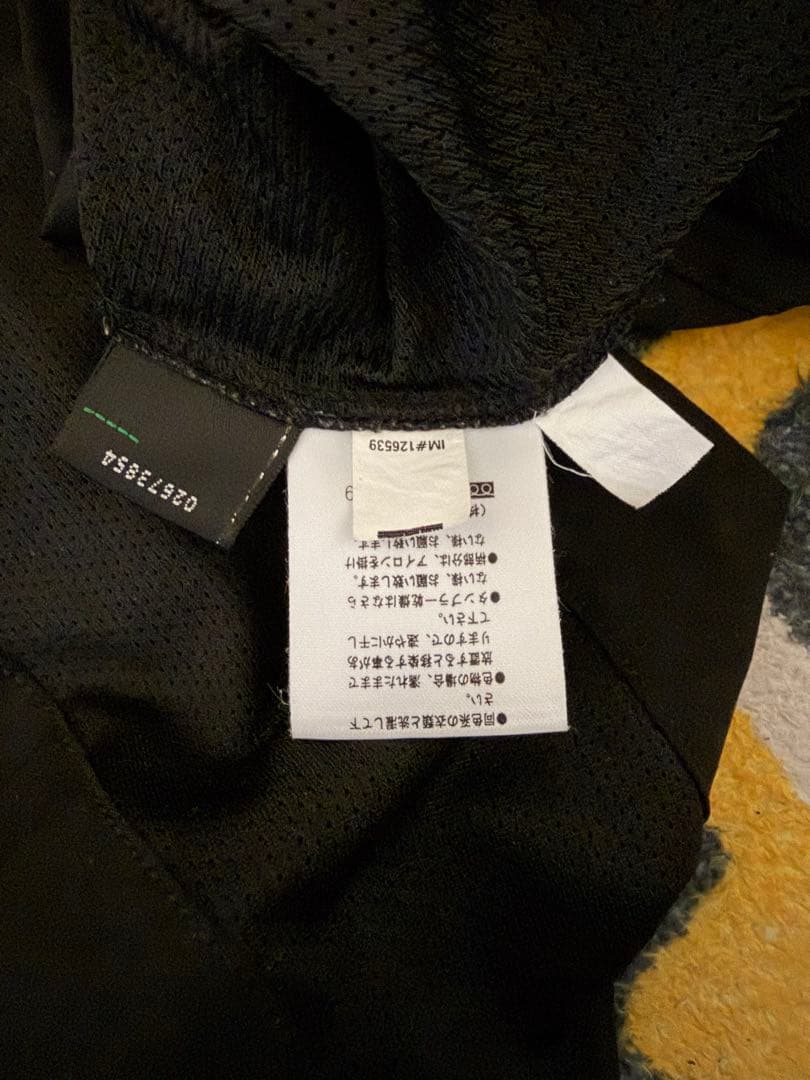 ●同色系の衣類と洗濯して下
さい。
●色物の場合、濡れたままで
放置すると移染する事があ
りますので、速やかに干し
て下さい。
●タンブラー乾燥はなさら
ない様、お願い致します。
●柄部分は、アイロンを掛け
ない様、お願い致します。
IM#126539
02673854